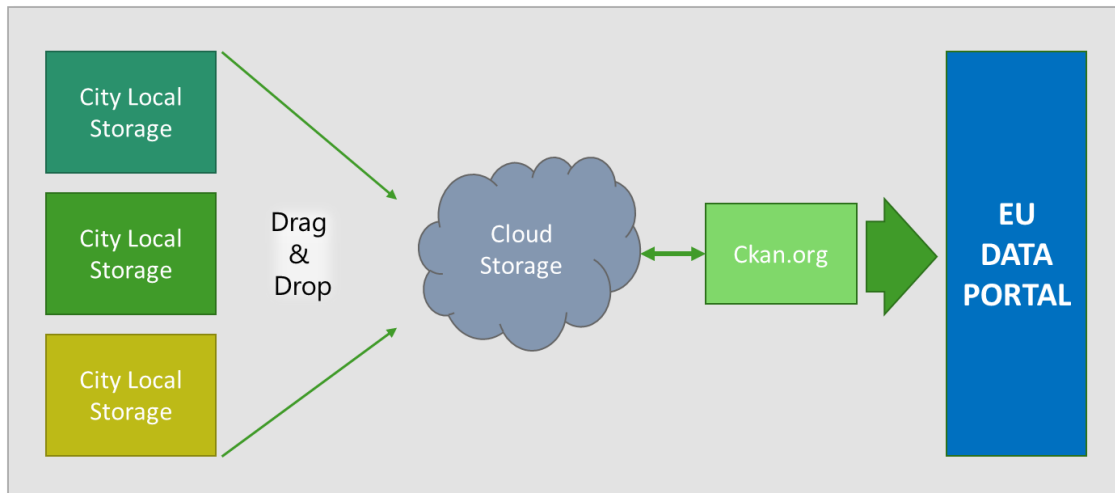 City Local
Storage
City Local
Storage
City Local
Storage
Drag
&
Drop
Cloud
Storage
Ckan.org
EU
DATA
PORTAL